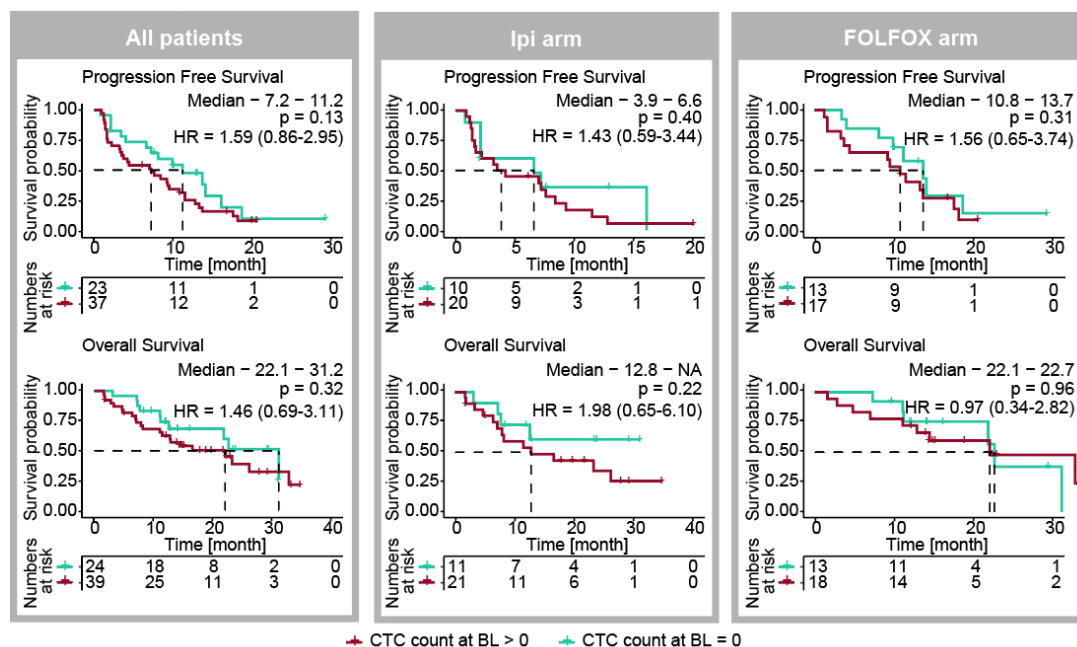 All patients
Progression Free Survival
Survival probability
1.00
0.75
0.50
0.25
0.00
Median − 7.2 − 11.2
p = 0.13
HR = 1.59 (0.86-2.95)
0 10 20 30
Time [month]
Numbers at risk
23 11 1 0
37 12 2 0
Overall Survival
Survival probability
1.00
0.75
0.50
0.25
0.00
Median − 22.1 − 31.2
p = 0.32
HR = 1.46 (0.69-3.11)
0 10 20 30 40
Time [month]
Numbers at risk
24 18 8 2 0
39 25 11 3 0
Ipi arm
Progression Free Survival
Survival probability
1.00
0.75
0.50
0.25
0.00
Median − 3.9 − 6.6
p = 0.40
HR = 1.43 (0.59-3.44)
0 5 10 15 20
Time [month]
Numbers at risk
10 5 2 1 0
20 9 3 1 1
Overall Survival
Survival probability
1.00
0.75
0.50
0.25
0.00
Median − 12.8 − NA
p = 0.22
HR = 1.98 (0.65-6.10)
0 10 20 30 40
Time [month]
Numbers at risk
11 7 4 1 0
21 11 6 1 0
FOLFOX arm
Progression Free Survival
Survival probability
1.00
0.75
0.50
0.25
0.00
Median − 10.8 − 13.7
p = 0.31
HR = 1.56 (0.65-3.74)
0 10 20 30
Time [month]
Numbers at risk
13 9 1 0
17 9 1 0
Overall Survival
Survival probability
1.00
0.75
0.50
0.25
0.00
Median − 22.1 − 22.7
p = 0.96
HR = 0.97 (0.34-2.82)
0 10 20 30
Time [month]
Numbers at risk
13 11 4 1
18 14 5 2
CTC count at BL > 0 CTC count at BL = 0